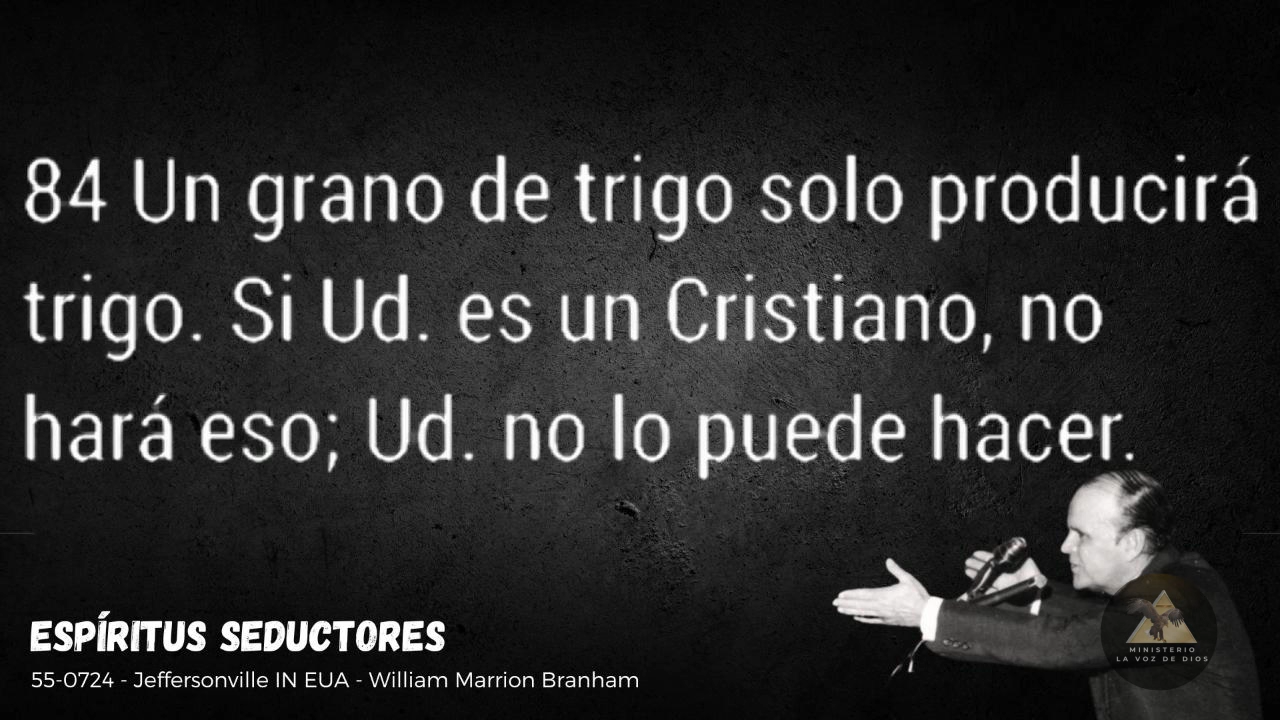 84 Un grano de trigo solo producirá
trigo. Si Ud. es un Cristiano, no
hará eso; Ud. no lo puede hacer.
ESPÍRITUS SEDUCTORES
55-0724 - Jeffersonville IN EUA - William Marrion Branham
MINISTERIO
LA VOZ DE DIOS